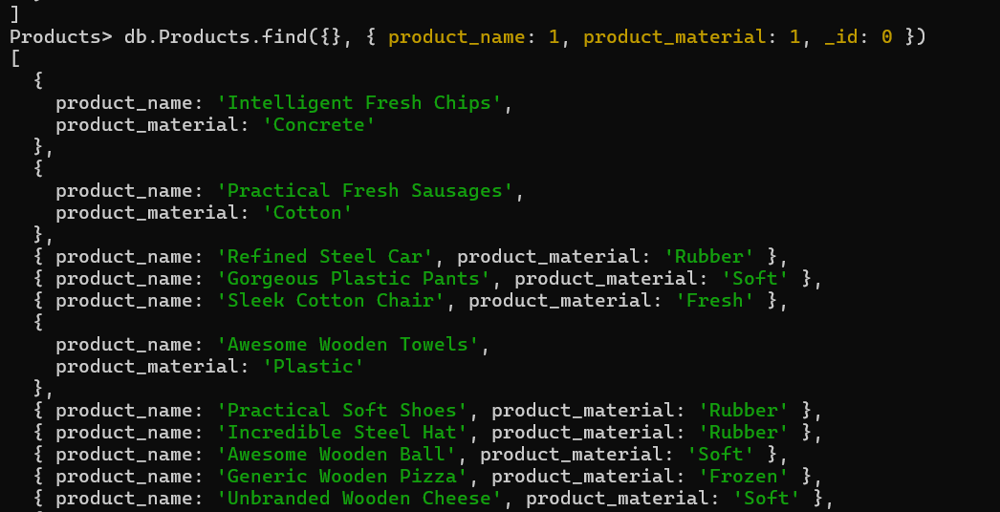 ]
Products> db.Products.find({}, { product_name: 1, product_material: 1, _id: 0 })
[
  {
    product_name: 'Intelligent Fresh Chips',
    product_material: 'Concrete'
  },
  {
    product_name: 'Practical Fresh Sausages',
    product_material: 'Cotton'
  },
  { product_name: 'Refined Steel Car', product_material: 'Rubber' },
  { product_name: 'Gorgeous Plastic Pants', product_material: 'Soft' },
  { product_name: 'Sleek Cotton Chair', product_material: 'Fresh' },
  {
    product_name: 'Awesome Wooden Towels',
    product_material: 'Plastic'
  },
  { product_name: 'Practical Soft Shoes', product_material: 'Rubber' },
  { product_name: 'Incredible Steel Hat', product_material: 'Rubber' },
  { product_name: 'Awesome Wooden Ball', product_material: 'Soft' },
  { product_name: 'Generic Wooden Pizza', product_material: 'Frozen' },
  { product_name: 'Unbranded Wooden Cheese', product_material: 'Soft' },